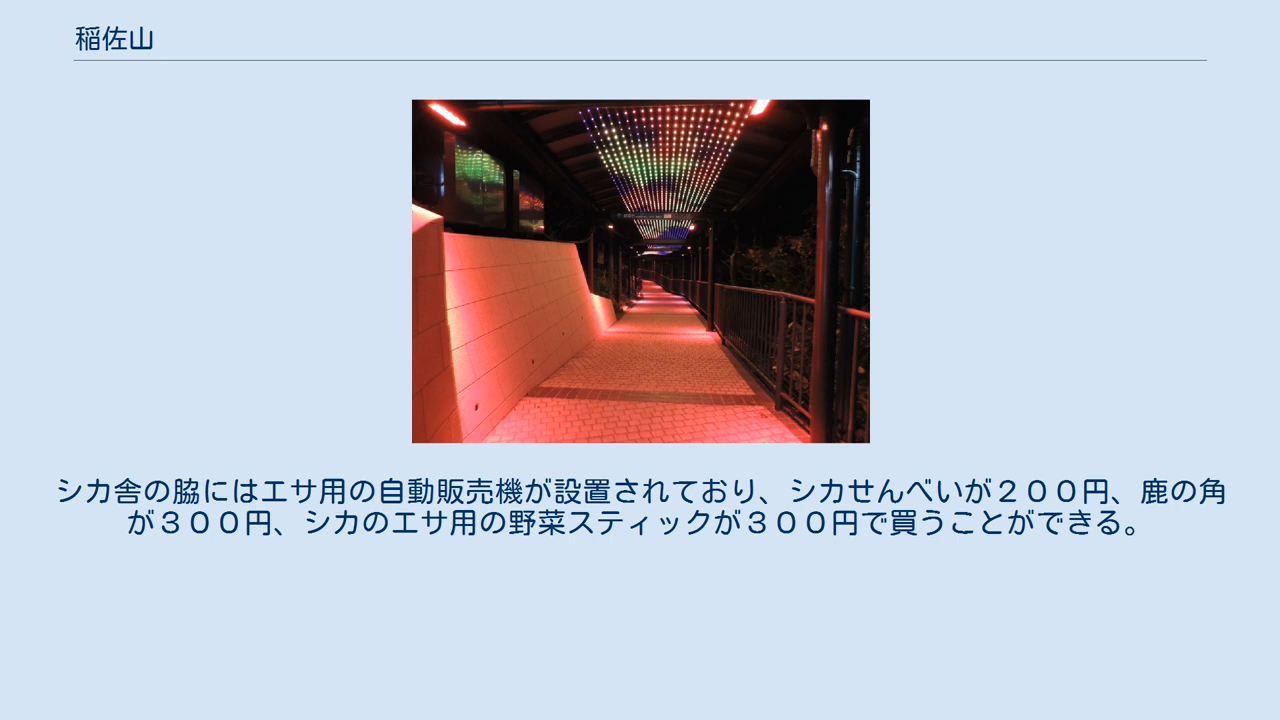 稲佐山
シカ舎の脇にはエサ用の自動販売機が設置されており、シカせんべいが２００円、鹿の角
が３００円、シカのエサ用の野菜スティックが３００円で買うことができる。